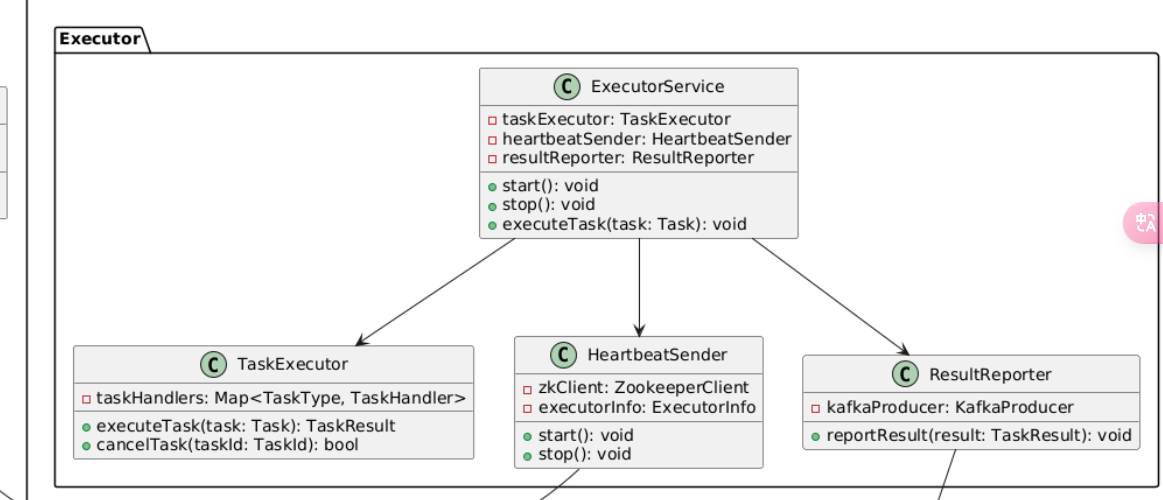 Executor
C ExecutorService
taskExecutor: TaskExecutor
heartbeatSender: HeartbeatSender
resultReporter: ResultReporter
start(): void
stop(): void
executeTask(task: Task): void
C TaskExecutor
taskHandlers: Map<TaskType, TaskHandler>
executeTask(task: Task): TaskResult
cancelTask(taskId: TaskId): bool
C HeartbeatSender
zkClient: ZookeeperClient
executorInfo: ExecutorInfo
start(): void
stop(): void
C ResultReporter
kafkaProducer: KafkaProducer
reportResult(result: TaskResult): void
中A